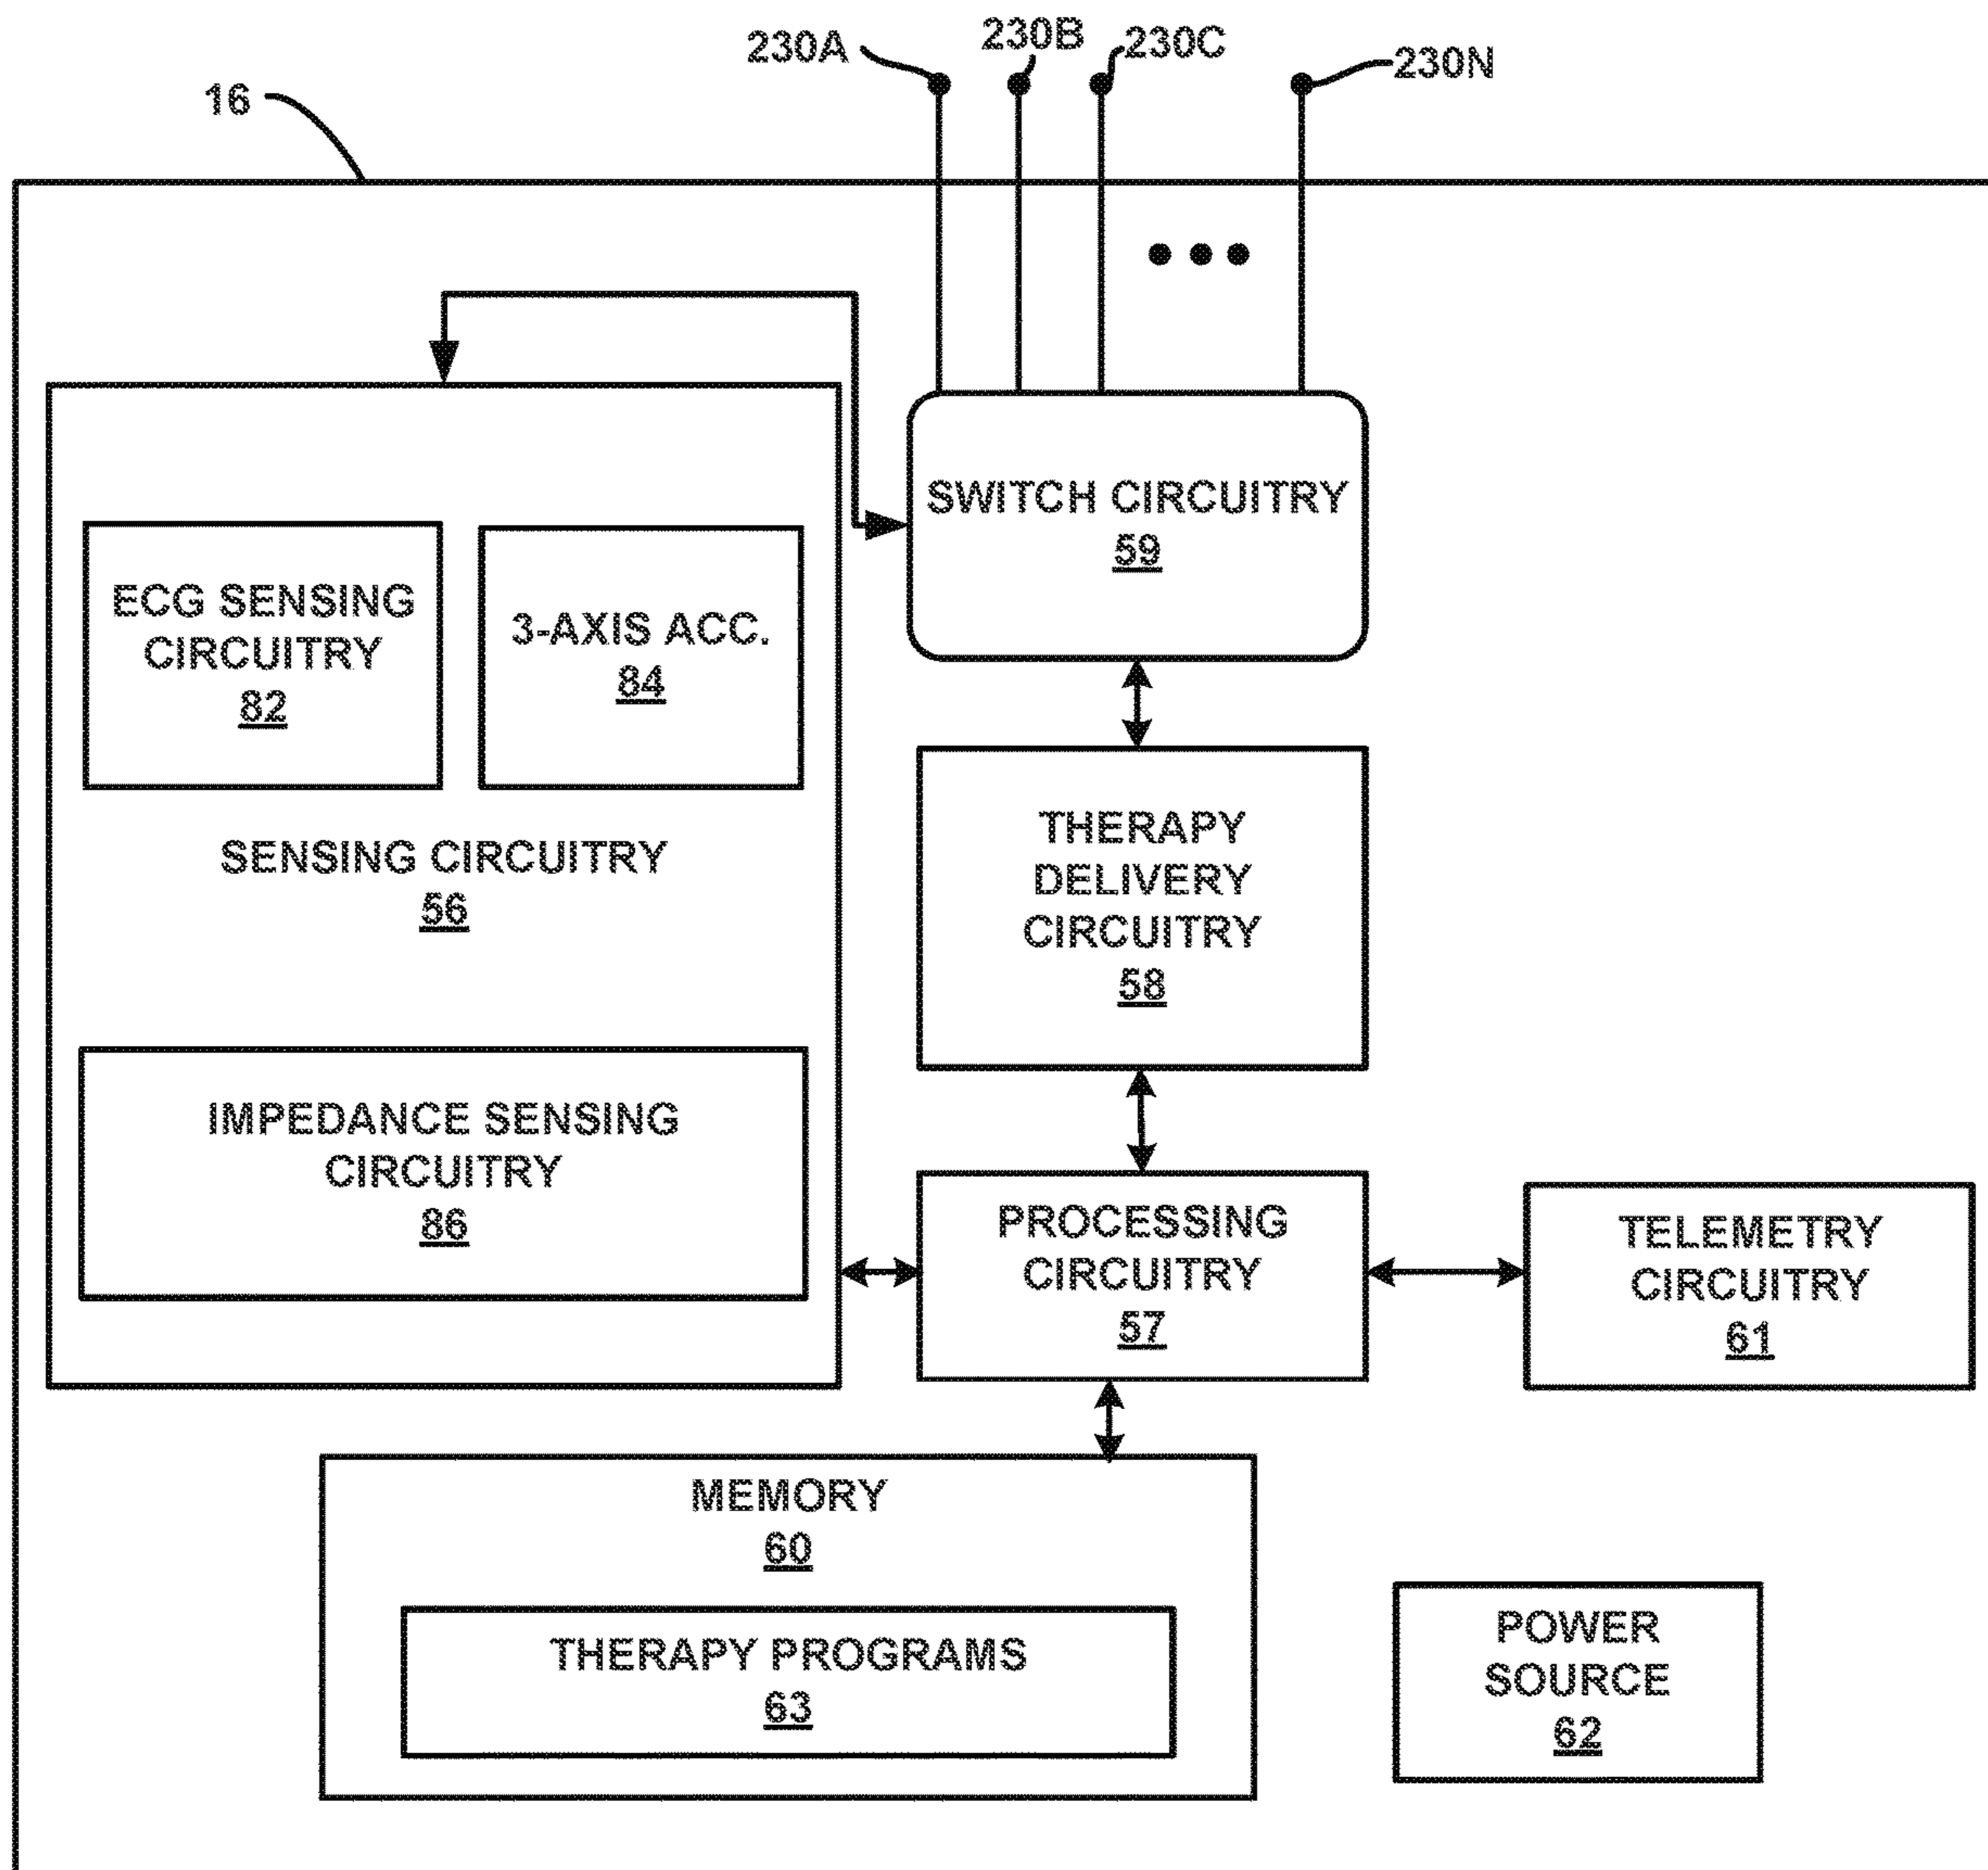 230A
230B
230C
230N
16
SWITCH CIRCUITRY
59
ECG SENSING
CIRCUITRY
82
3-AXIS ACC.
84
SENSING CIRCUITRY
56
THERAPY
DELIVERY
CIRCUITRY
58
IMPEDANCE SENSING
CIRCUITRY
86
PROCESSING
CIRCUITRY
57
TELEMETRY
CIRCUITRY
61
MEMORY
60
THERAPY PROGRAMS
63
POWER
SOURCE
62